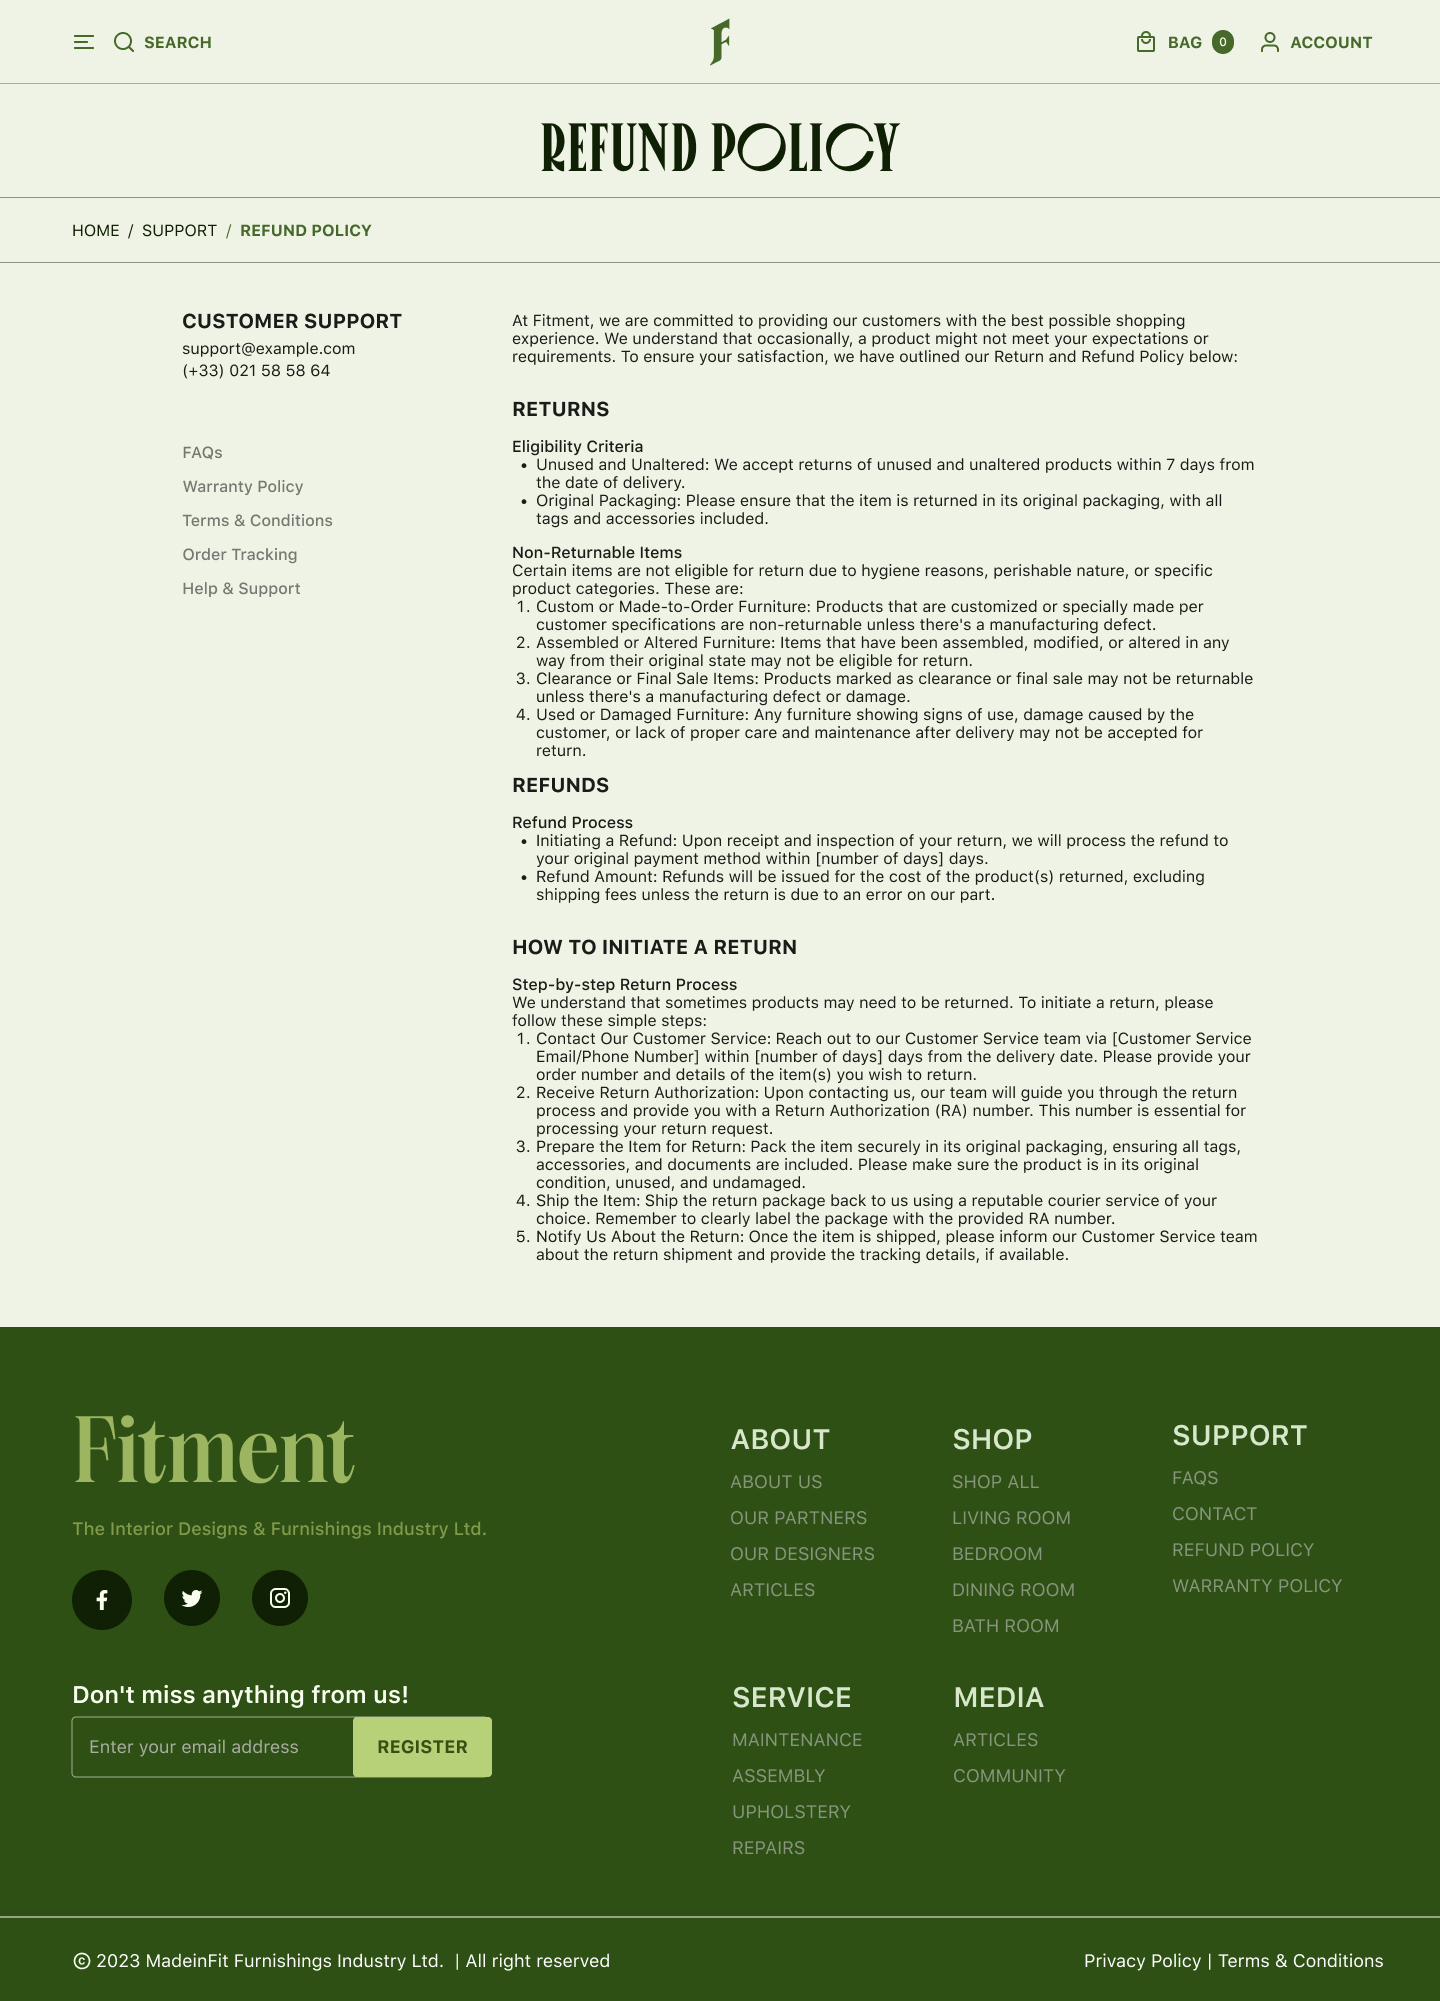 SEARCH
F
BAG 0
ACCOUNT
REFUND POLICY
HOME / SUPPORT / REFUND POLICY
CUSTOMER SUPPORT
support@example.com
(+33) 021 58 58 64
FAQs
Warranty Policy
Terms & Conditions
Order Tracking
Help & Support
At Fitment, we are committed to providing our customers with the best possible shopping
experience. We understand that occasionally, a product might not meet your expectations or
requirements. To ensure your satisfaction, we have outlined our Return and Refund Policy below:
RETURNS
Eligibility Criteria
• Unused and Unaltered: We accept returns of unused and unaltered products within 7 days from
the date of delivery.
• Original Packaging: Please ensure that the item is returned in its original packaging, with all
tags and accessories included.
Non-Returnable Items
Certain items are not eligible for return due to hygiene reasons, perishable nature, or specific
product categories. These are:
1. Custom or Made-to-Order Furniture: Products that are customized or specially made per
customer specifications are non-returnable unless there's a manufacturing defect.
2. Assembled or Altered Furniture: Items that have been assembled, modified, or altered in any
way from their original state may not be eligible for return.
3. Clearance or Final Sale Items: Products marked as clearance or final sale may not be returnable
unless there's a manufacturing defect or damage.
4. Used or Damaged Furniture: Any furniture showing signs of use, damage caused by the
customer, or lack of proper care and maintenance after delivery may not be accepted for
return.
REFUNDS
Refund Process
• Initiating a Refund: Upon receipt and inspection of your return, we will process the refund to
your original payment method within [number of days] days.
• Refund Amount: Refunds will be issued for the cost of the product(s) returned, excluding
shipping fees unless the return is due to an error on our part.
HOW TO INITIATE A RETURN
Step-by-step Return Process
We understand that sometimes products may need to be returned. To initiate a return, please
follow these simple steps:
1. Contact Our Customer Service: Reach out to our Customer Service team via [Customer Service
Email/Phone Number] within [number of days] days from the delivery date. Please provide your
order number and details of the item(s) you wish to return.
2. Receive Return Authorization: Upon contacting us, our team will guide you through the return
process and provide you with a Return Authorization (RA) number. This number is essential for
processing your return request.
3. Prepare the Item for Return: Pack the item securely in its original packaging, ensuring all tags,
accessories, and documents are included. Please make sure the product is in its original
condition, unused, and undamaged.
4. Ship the Item: Ship the return package back to us using a reputable courier service of your
choice. Remember to clearly label the package with the provided RA number.
5. Notify Us About the Return: Once the item is shipped, please inform our Customer Service team
about the return shipment and provide the tracking details, if available.
Fitment
The Interior Designs & Furnishings Industry Ltd.
Don't miss anything from us!
Enter your email address
REGISTER
ABOUT
ABOUT US
OUR PARTNERS
OUR DESIGNERS
ARTICLES
SHOP
SHOP ALL
LIVING ROOM
BEDROOM
DINING ROOM
BATH ROOM
SUPPORT
FAQS
CONTACT
REFUND POLICY
WARRANTY POLICY
SERVICE
MAINTENANCE
ASSEMBLY
UPHOLSTERY
REPAIRS
MEDIA
ARTICLES
COMMUNITY
© 2023 MadeinFit Furnishings Industry Ltd. | All right reserved
Privacy Policy | Terms & Conditions